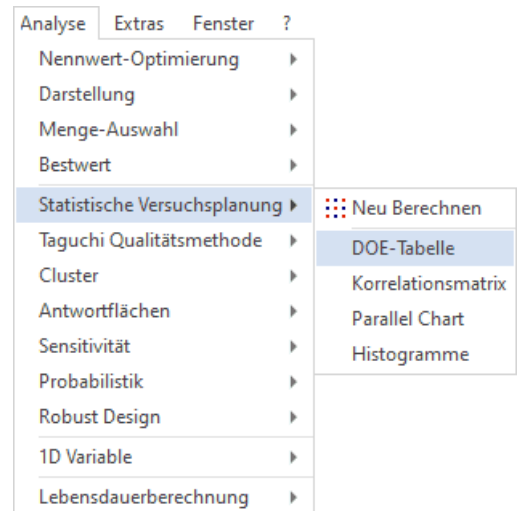 Analyse Extras Fenster ?
Nennwert-Optimierung
Darstellung
Menge-Auswahl
Bestwert
Statistische Versuchsplanung
Neu Berechnen
Taguchi Qualitätsmethode
DOE-Tabelle
Cluster
Korrelationsmatrix
Antwortflächen
Parallel Chart
Sensitivität
Histogramme
Probabilistik
Robust Design
1D Variable
Lebensdauerberechnung